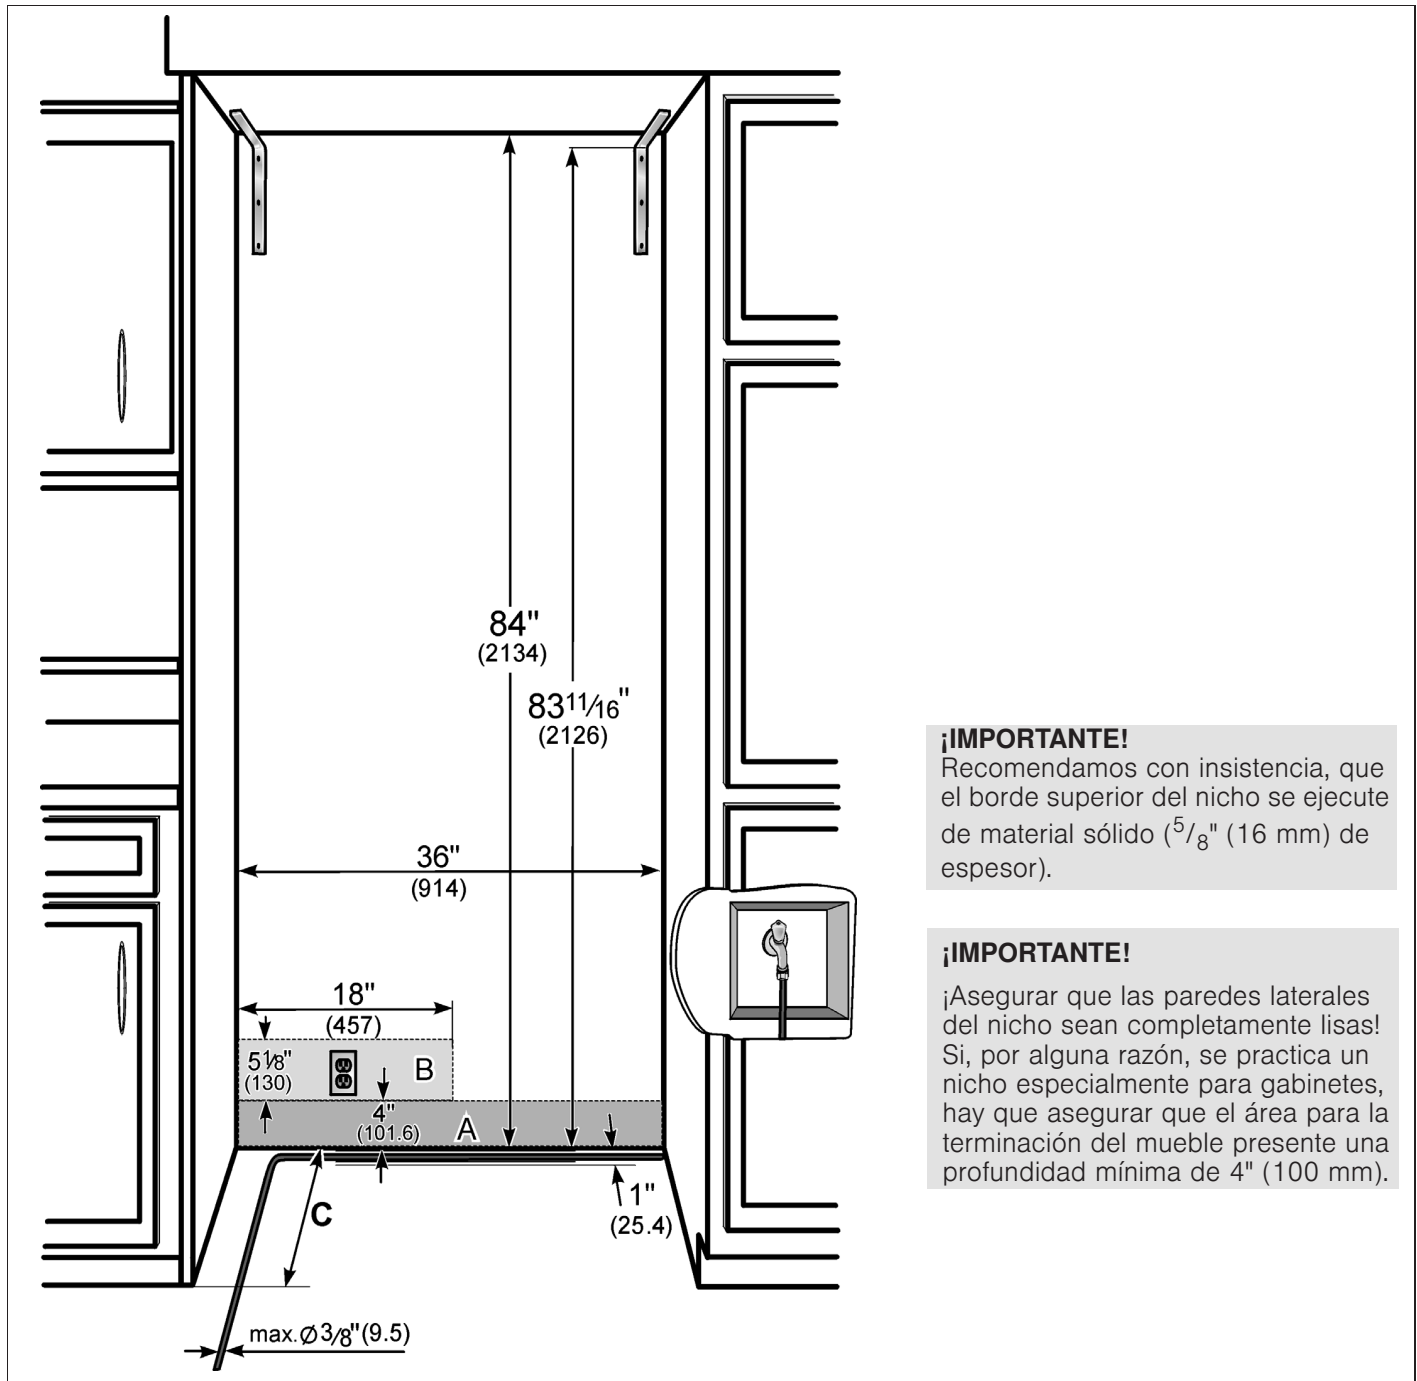 84"
(2134)
83 11/16"
(2126)
36"
(914)
18"
(457)
5 1/8"
(130)
B
4"
(101.6)
A
C
1"
(25.4)
max. Ø 3/8" (9.5)
¡IMPORTANTE!
Recomendamos con insistencia, que
el borde superior del nicho se ejecute
de material sólido (5/8" (16 mm) de
espesor).
¡IMPORTANTE!
¡Asegurar que las paredes laterales
del nicho sean completamente lisas!
Si, por alguna razón, se practica un
nicho especialmente para gabinetes,
hay que asegurar que el área para la
terminación del mueble presente una
profundidad mínima de 4" (100 mm).